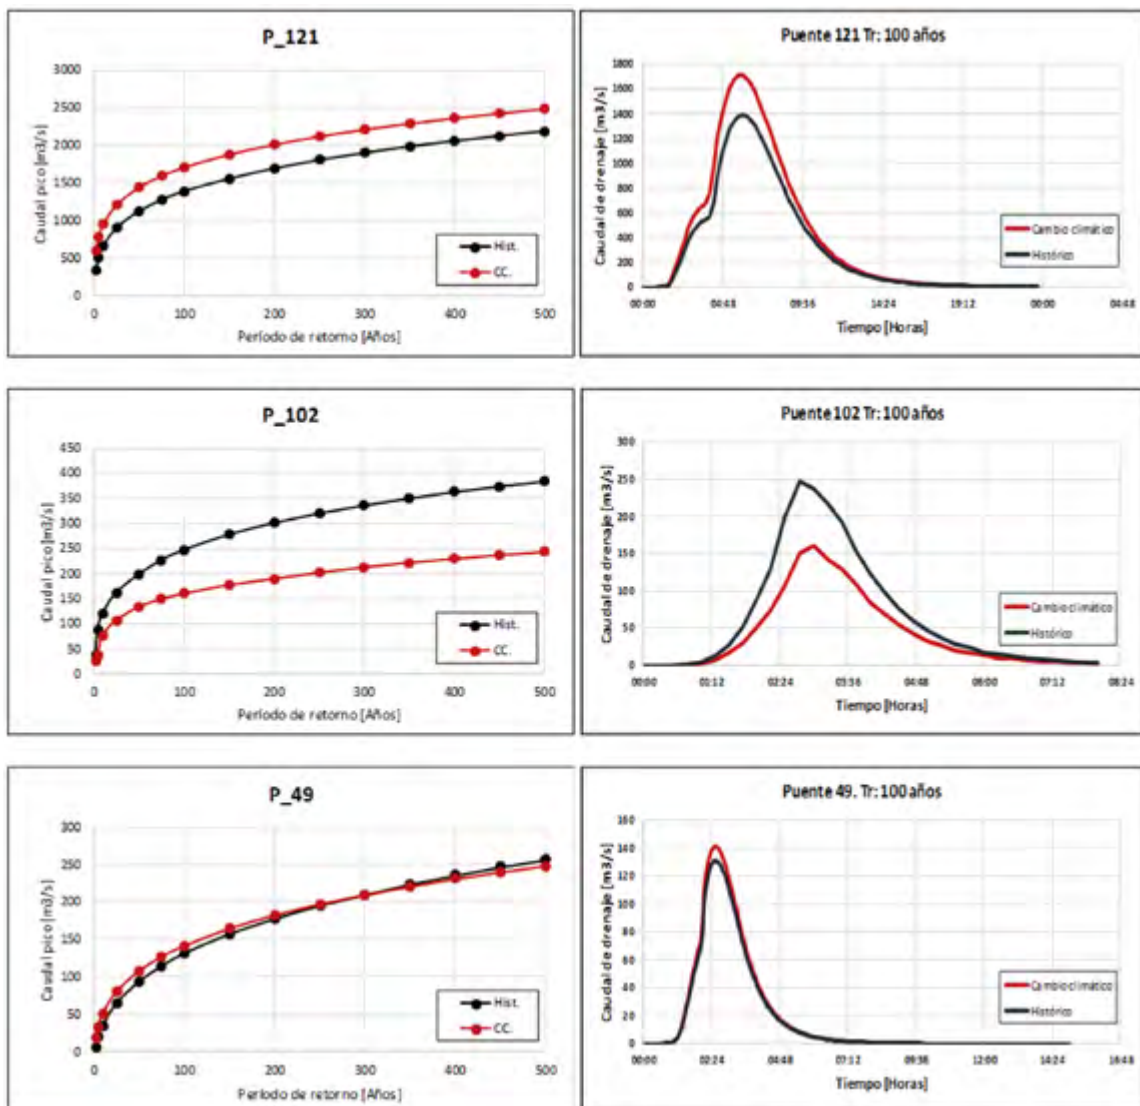 P_121
Caudal pico [m3/s]
3000
2500
2000
1500
1000
500
0
0 100 200 300 400 500
Período de retorno [Años]
Hist.
CC.
Puente 121 Tr: 100 años
Caudal de drenaje [m3/s]
1800
1600
1400
1200
1000
800
600
400
200
0
00:00 04:48 09:36 14:24 19:12 00:00 04:48
Tiempo [Horas]
Cambio climático
Histórico
P_102
Caudal pico [m3/s]
450
400
350
300
250
200
150
100
50
0
0 100 200 300 400 500
Período de retorno [Años]
Hist.
CC.
Puente 102 Tr: 100 años
Caudal de drenaje [m3/s]
300
250
200
150
100
50
0
00:00 01:12 02:24 03:36 04:48 06:00 07:12 08:24
Tiempo [Horas]
Cambio climático
Histórico
P_49
Caudal pico [m3/s]
300
250
200
150
100
50
0
0 100 200 300 400 500
Período de retorno [Años]
Hist.
CC.
Puente 49. Tr: 100 años
Caudal de drenaje [m3/s]
160
140
120
100
80
60
40
20
0
00:00 02:24 04:48 07:12 09:36 12:00 14:24 16:48
Tiempo [Horas]
Cambio climático
Histórico